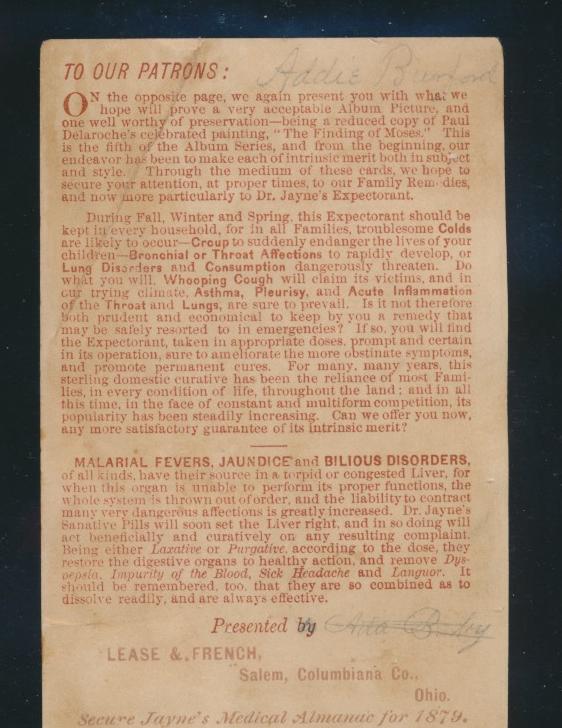 TO OUR PATRONS:
Addie
ON the opposite page, we again present you with what we
hope will prove a very acceptable Album Picture, and
one well worthy of preservation—being a reduced copy of Paul
Delaroche's celebrated painting, "The Finding of Moses." This
is the fifth of the Album Series, and from the beginning, our
endeavor has been to make each of intrinsic merit both in subject
and style. Through the medium of these cards, we hope to
secure your attention, at proper times, to our Family Remedies,
and now more particularly to Dr. Jayne's Expectorant.
During Fall, Winter and Spring, this Expectorant should be
kept in every household, for in all Families, troublesome Colds
are likely to occur—Croup to suddenly endanger the lives of your
children—Bronchial or Throat Affections to rapidly develop, or
Lung Disorders and Consumption dangerously threaten. Do
what you will, Whooping Cough will claim its victims, and in
our trying climate, Asthma, Pleurisy, and Acute Inflammation
of the Throat and Lungs, are sure to prevail. Is it not therefore
both prudent and economical to keep by you a remedy that
may be safely resorted to in emergencies? If so, you will find
the Expectorant, taken in appropriate doses, prompt and certain
in its operation, sure to ameliorate the more obstinate symptoms,
and promote permanent cures. For many, many years, this
sterling domestic curative has been the reliance of most Fami-
lies, in every condition of life, throughout the land; and in all
this time, in the face of constant and multiform competition, its
popularity has been steadily increasing. Can we offer you now,
any more satisfactory guarantee of its intrinsic merit?
MALARIAL FEVERS, JAUNDICE and BILIOUS DISORDERS,
of all kinds, have their source in a torpid or congested Liver, for
when this organ is unable to perform its proper functions, the
whole system is thrown out of order, and the liability to contract
many very dangerous affections is greatly increased. Dr. Jayne's
Sanative Pills will soon set the Liver right, and in so doing will
act beneficially and curatively on any resulting complaint.
Being either Laxative or Purgative, according to the dose, they
restore the digestive organs to healthy action, and remove Dys-
pepsia, Impurity of the Blood, Sick Headache and Languor. It
should be remembered, too, that they are so combined as to
dissolve readily, and are always effective.
Presented by
LEASE & FRENCH,
Salem, Columbiana Co.,
Ohio.
Secure Jayne's Medical Almanac for 1879.